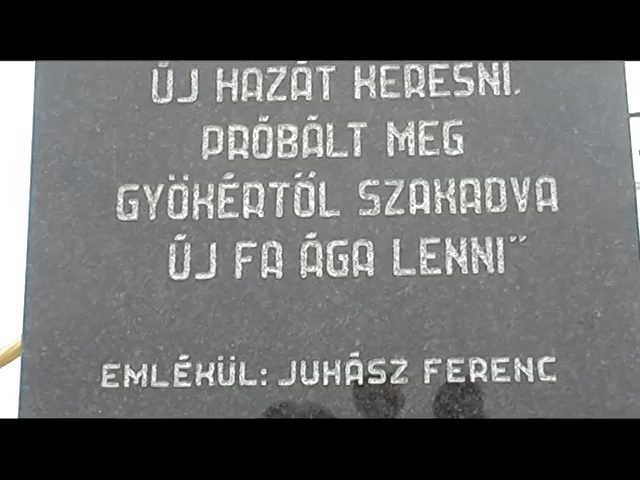 ÚJ HAZÁT KERESNI.
PRÓBÁLT MEG
GYÖKÉRTŐL SZAKADVA
ÚJ FA ÁGA LENNI"
EMLÉKÜL: JUHÁSZ FERENC